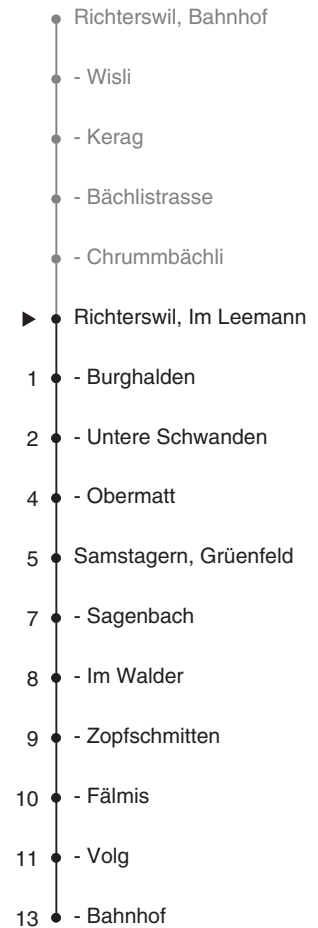 Richterswil, Bahnhof
- Wisli
- Kerag
- Bächlistrasse
- Chrummbächli
Richterswil, Im Leemann
1 - Burghalden
2 - Untere Schwanden
4 - Obermatt
5 Samstagern, Grüenfeld
7 - Sagenbach
8 - Im Walder
9 - Zopfschmitten
10 - Fälmis
11 - Volg
13 - Bahnhof